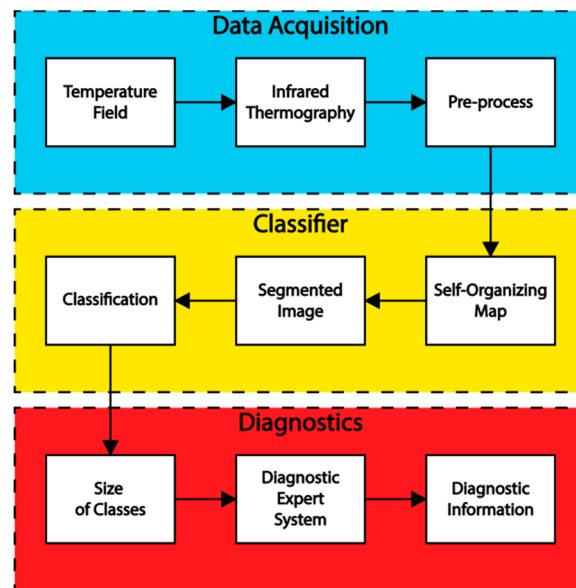 Data Acquisition
Temperature
Field
Infrared
Thermography
Pre-process
Classifier
Classification
Segmented
Image
Self-Organizing
Map
Diagnostics
Size
of Classes
Diagnostic
Expert
System
Diagnostic
Information